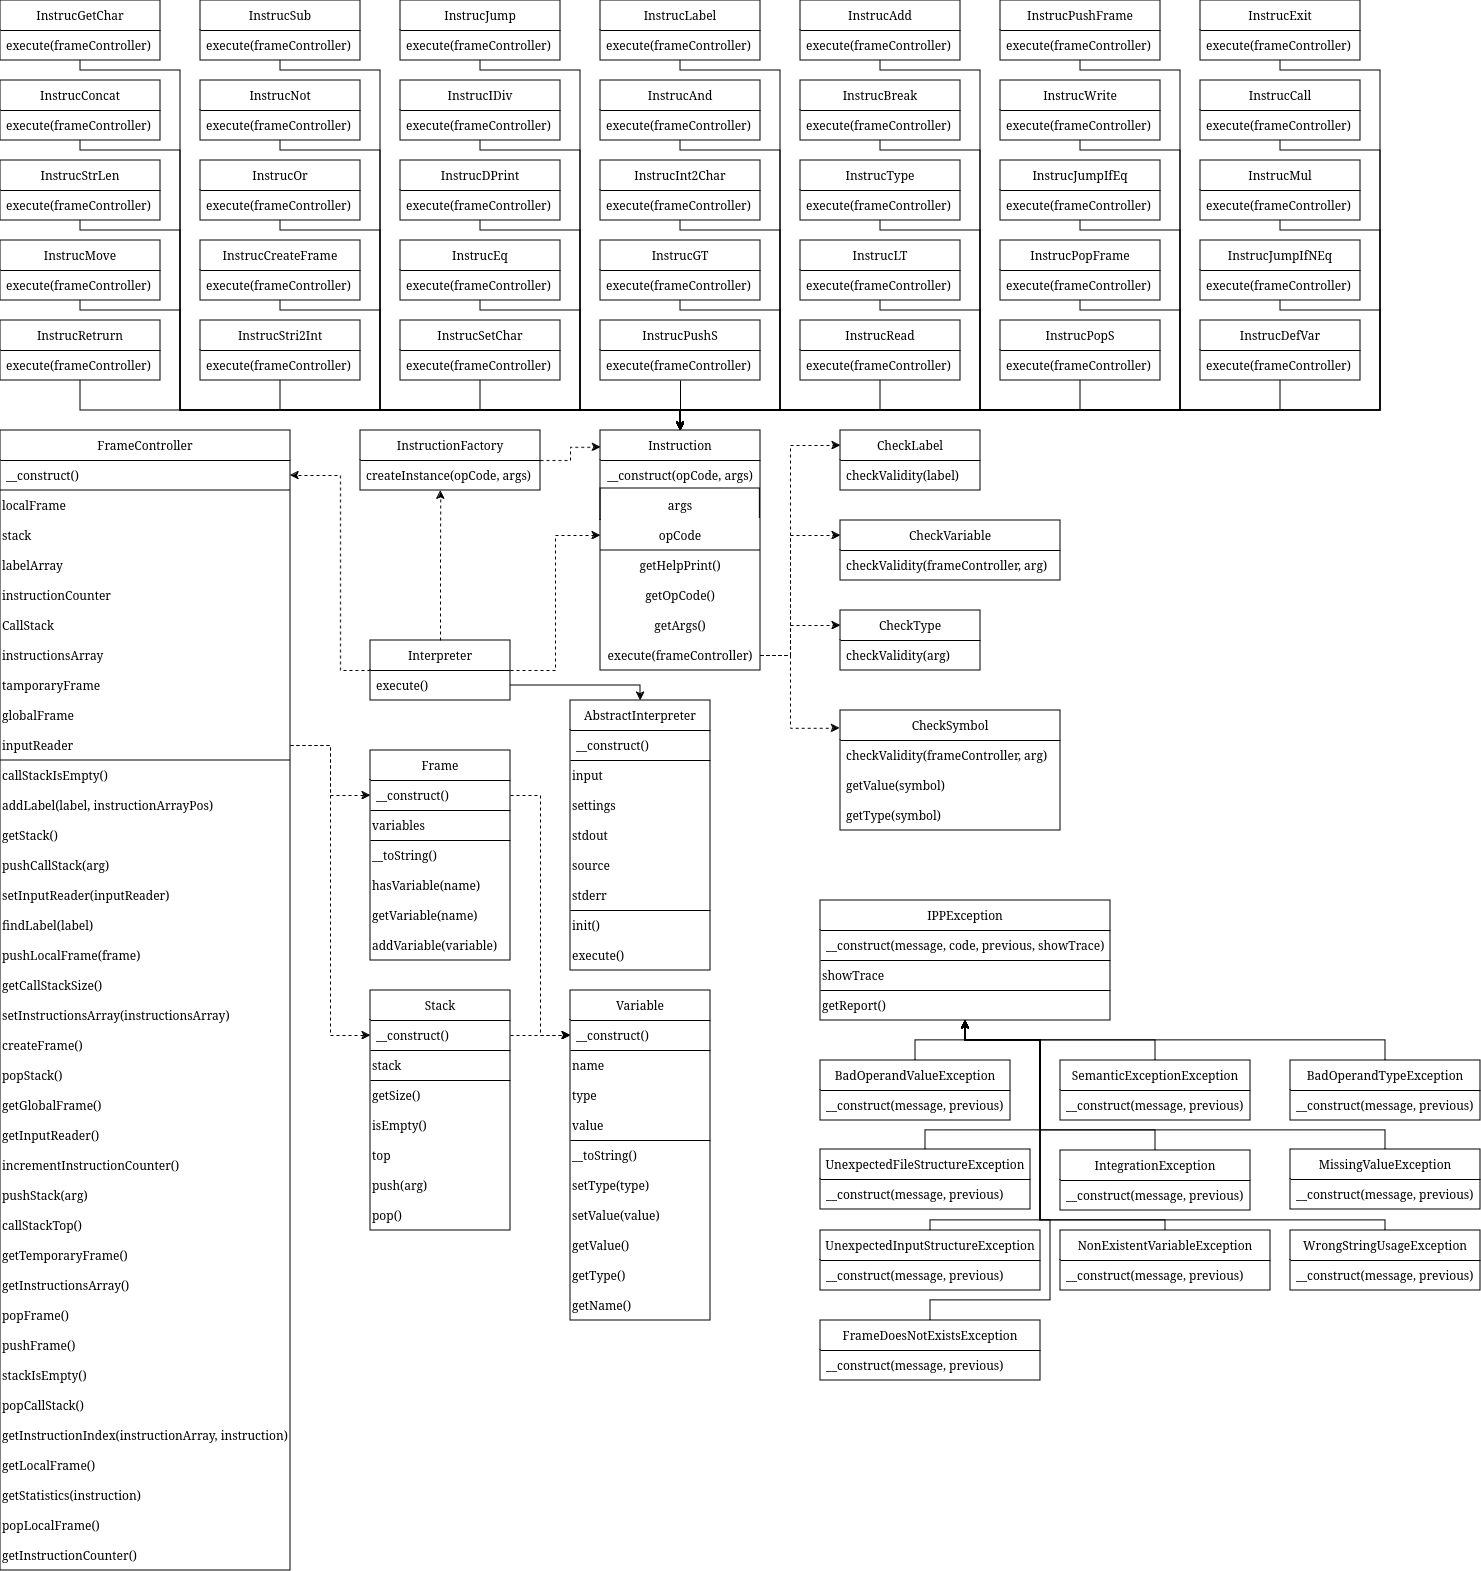 InstrucGetChar
execute(frameController)
InstrucSub
execute(frameController)
InstrucJump
execute(frameController)
InstrucLabel
execute(frameController)
InstrucAdd
execute(frameController)
InstrucPushFrame
execute(frameController)
InstrucExit
execute(frameController)
InstrucConcat
execute(frameController)
InstrucNot
execute(frameController)
InstrucIDiv
execute(frameController)
InstrucAnd
execute(frameController)
InstrucBreak
execute(frameController)
InstrucWrite
execute(frameController)
InstrucCall
execute(frameController)
InstrucStrLen
execute(frameController)
InstrucOr
execute(frameController)
InstrucDPrint
execute(frameController)
InstrucInt2Char
execute(frameController)
InstrucType
execute(frameController)
InstrucJumpIfEq
execute(frameController)
InstrucMul
execute(frameController)
InstrucMove
execute(frameController)
InstrucCreateFrame
execute(frameController)
InstrucEq
execute(frameController)
InstrucGT
execute(frameController)
InstrucLT
execute(frameController)
InstrucPopFrame
execute(frameController)
InstrucJumpIfNEq
execute(frameController)
InstrucRetrurn
execute(frameController)
InstrucStri2Int
execute(frameController)
InstrucSetChar
execute(frameController)
InstrucPushS
execute(frameController)
InstrucRead
execute(frameController)
InstrucPopS
execute(frameController)
InstrucDefVar
execute(frameController)
FrameController
__construct()
localFrame
stack
labelArray
instructionCounter
CallStack
instructionsArray
tamporaryFrame
globalFrame
inputReader
callStackIsEmpty()
addLabel(label, instructionArrayPos)
getStack()
pushCallStack(arg)
setInputReader(inputReader)
findLabel(label)
pushLocalFrame(frame)
getCallStackSize()
setInstructionsArray(instructionsArray)
createFrame()
popStack()
getGlobalFrame()
getInputReader()
incrementInstructionCounter()
pushStack(arg)
callStackTop()
getTemporaryFrame()
getInstructionsArray()
popFrame()
pushFrame()
stackIsEmpty()
popCallStack()
getInstructionIndex(instructionArray, instruction)
getLocalFrame()
getStatistics(instruction)
popLocalFrame()
getInstructionCounter()
InstructionFactory
createInstance(opCode, args)
Instruction
__construct(opCode, args)
args
opCode
getHelpPrint()
getOpCode()
getArgs()
execute(frameController)
CheckLabel
checkValidity(label)
CheckVariable
checkValidity(frameController, arg)
CheckType
checkValidity(arg)
CheckSymbol
checkValidity(frameController, arg)
getValue(symbol)
getType(symbol)
Interpreter
execute()
AbstractInterpreter
__construct()
input
settings
stdout
source
stderr
init()
execute()
Frame
__construct()
variables
__toString()
hasVariable(name)
getVariable(name)
addVariable(variable)
Stack
__construct()
stack
getSize()
isEmpty()
top
push(arg)
pop()
Variable
__construct()
name
type
value
__toString()
setType(type)
setValue(value)
getValue()
getType()
getName()
IPPException
__construct(message, code, previous, showTrace)
showTrace
getReport()
BadOperandValueException
__construct(message, previous)
SemanticExceptionException
__construct(message, previous)
BadOperandTypeException
__construct(message, previous)
UnexpectedFileStructureException
__construct(message, previous)
IntegrationException
__construct(message, previous)
MissingValueException
__construct(message, previous)
UnexpectedInputStructureException
__construct(message, previous)
NonExistentVariableException
__construct(message, previous)
WrongStringUsageException
__construct(message, previous)
FrameDoesNotExistsException
__construct(message, previous)